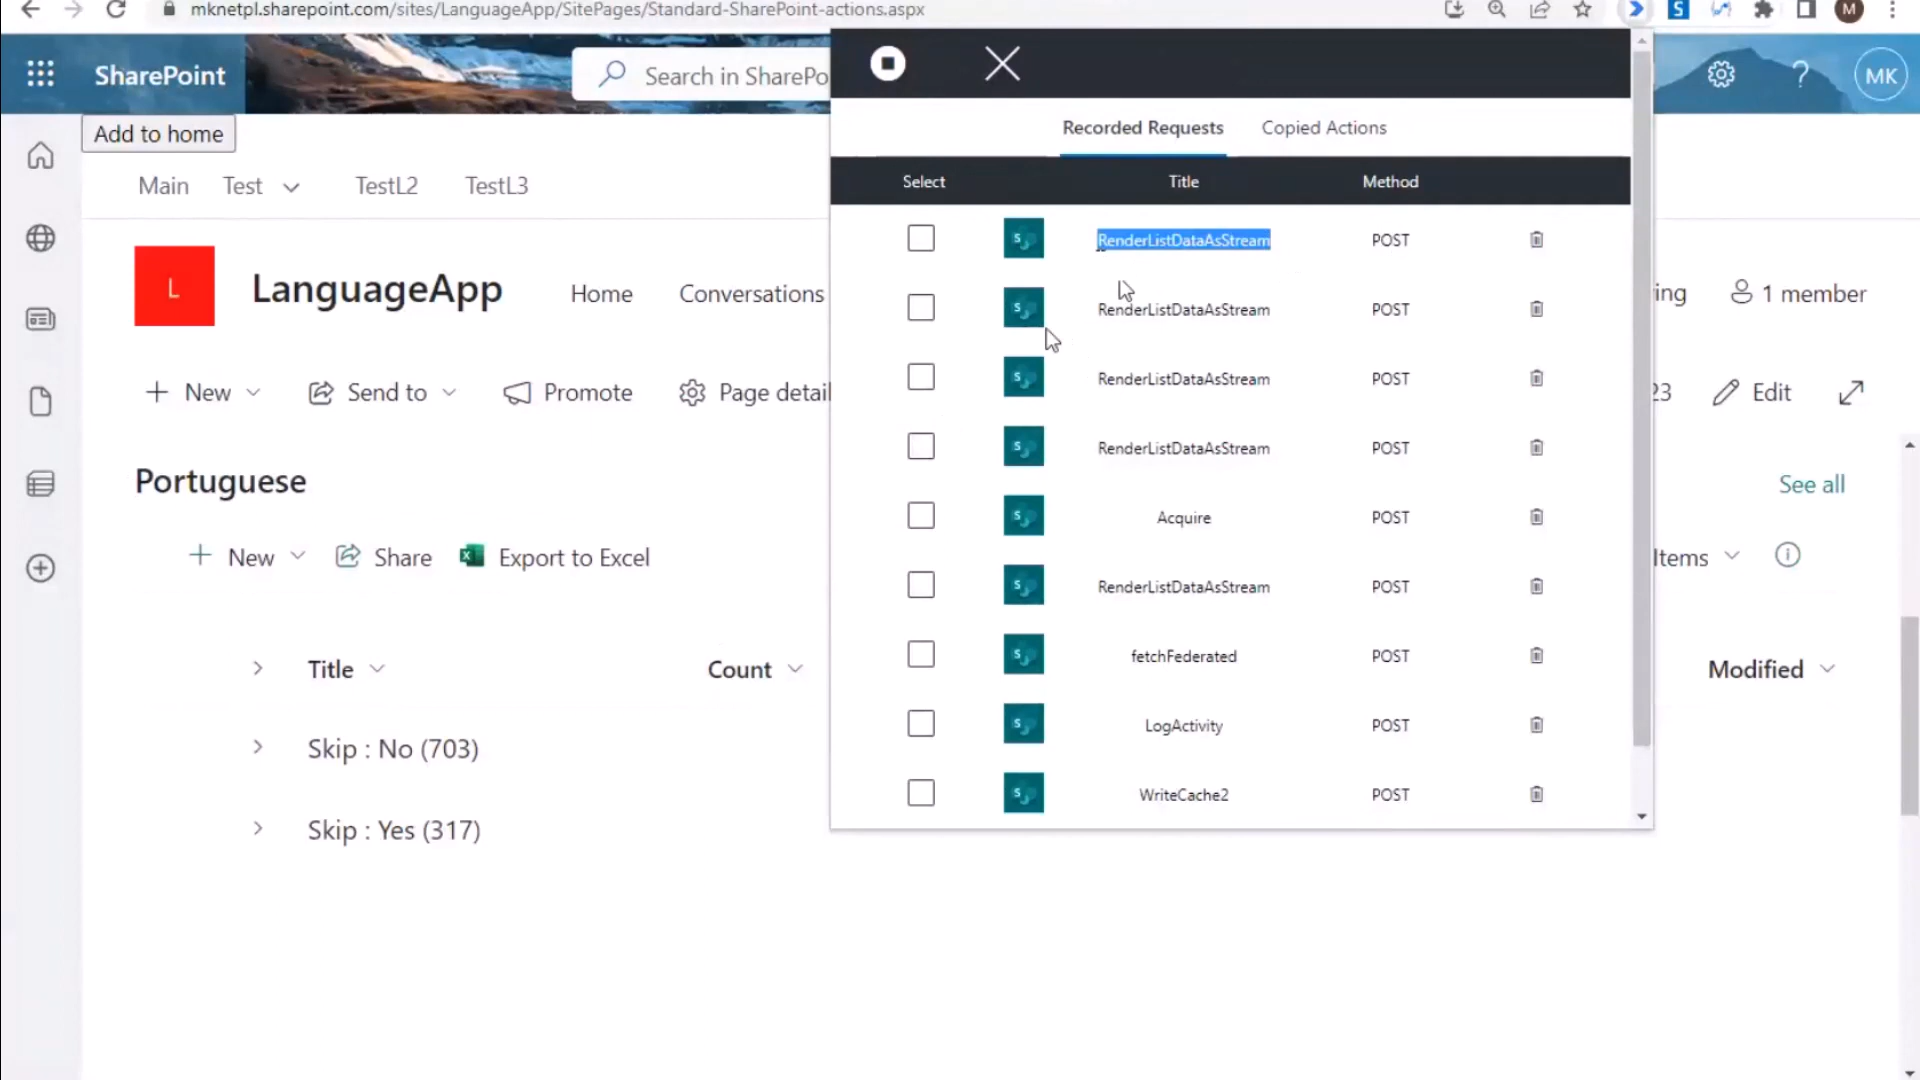 mknetpl.sharepoint.com/sites/LanguageApp/SitePages/Standard-SharePoint-actions.aspx
S
M
SharePoint
Search in SharePo
?
MK
Add to home
Main Test TestL2 TestL3
L
LanguageApp
Home Conversations
ing
1 member
New Send to Promote Page detail
23
Edit
Portuguese
See all
New Share Export to Excel
Items
Title Count
Modified
Skip : No (703)
Skip : Yes (317)
Recorded Requests Copied Actions
Select Title Method
RenderListDataAsStream POST
RenderListDataAsStream POST
RenderListDataAsStream POST
RenderListDataAsStream POST
Acquire POST
RenderListDataAsStream POST
fetchFederated POST
LogActivity POST
WriteCache2 POST